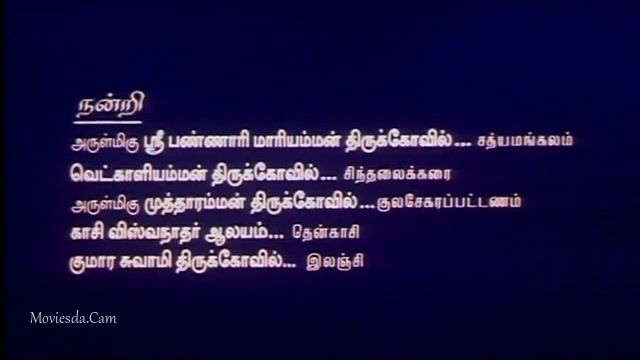 நன்றி
அருள்மிகு ஸ்ரீ பண்ணாரி மாரியம்மன் திருக்கோவில்... சத்யமங்கலம்
வெட்காளியம்மன் திருக்கோவில்... சிந்தலைக்கரை
அருள்மிகு முத்தாரம்மன் திருக்கோவில்...குலசேகரப்பட்டணம்
காசி விஸ்வநாதர் ஆலயம்... தென்காசி
குமார சுவாமி திருக்கோவில்... இலஞ்சி
Moviesda.Cam